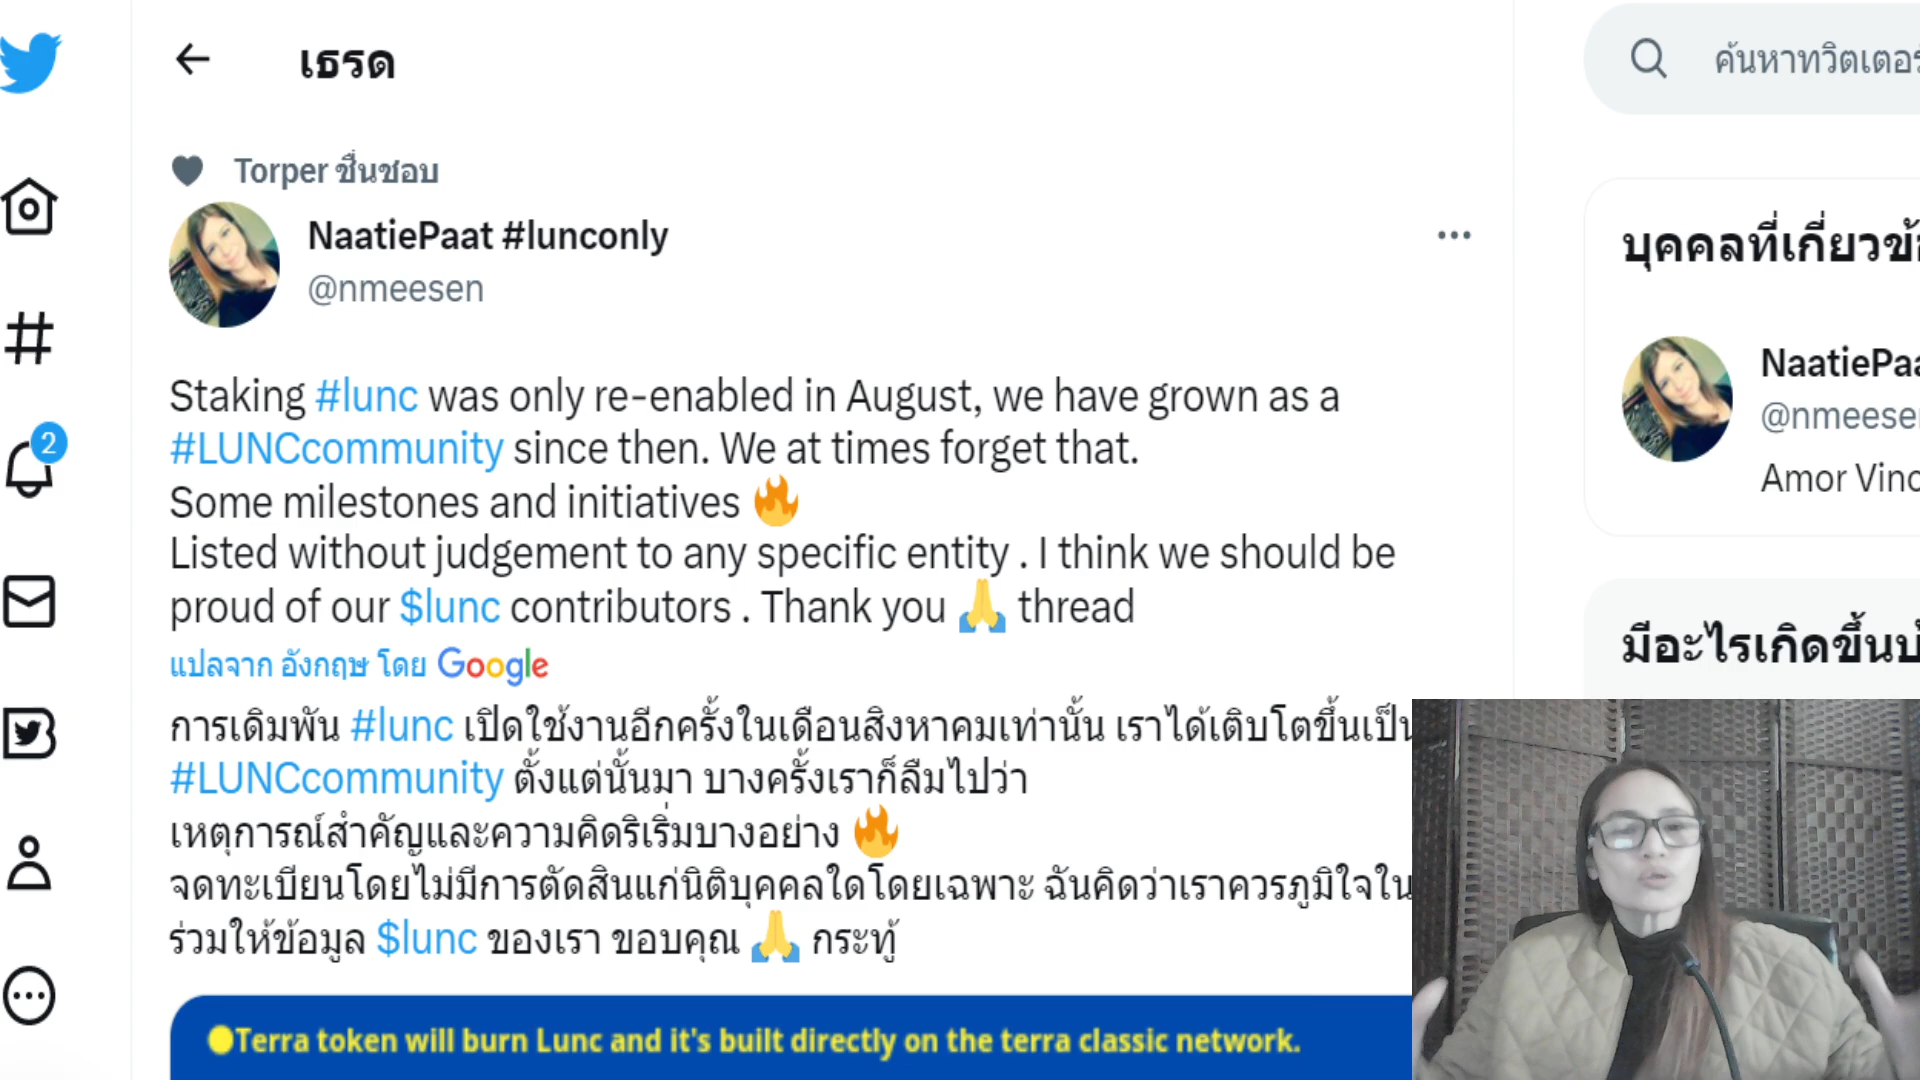 เธรด
ค้นหาทวิตเตอร์
Torper ชื่นชอบ
NaatiePaat #lunconly
@nmeesen
Staking #lunc was only re-enabled in August, we have grown as a
#LUNCcommunity since then. We at times forget that.
Some milestones and initiatives 🔥
Listed without judgement to any specific entity . I think we should be
proud of our $lunc contributors . Thank you 🙏 thread
แปลจาก อังกฤษ โดย Google
การเดิมพัน #lunc เปิดใช้งานอีกครั้งในเดือนสิงหาคมเท่านั้น เราได้เติบโตขึ้นเป็น
#LUNCcommunity ตั้งแต่นั้นมา บางครั้งเราก็ลืมไปว่า
เหตุการณ์สำคัญและความคิดริเริ่มบางอย่าง 🔥
จดทะเบียนโดยไม่มีการตัดสินแก่นิติบุคคลใดโดยเฉพาะ ฉันคิดว่าเราควรภูมิใจใน
ร่วมให้ข้อมูล $lunc ของเรา ขอบคุณ 🙏 กระทู้
Terra token will burn Lunc and it's built directly on the terra classic network.
2
บุคคลที่เกี่ยวข้อ
NaatiePaa
@nmeesen
Amor Vinc
มีอะไรเกิดขึ้นบ้